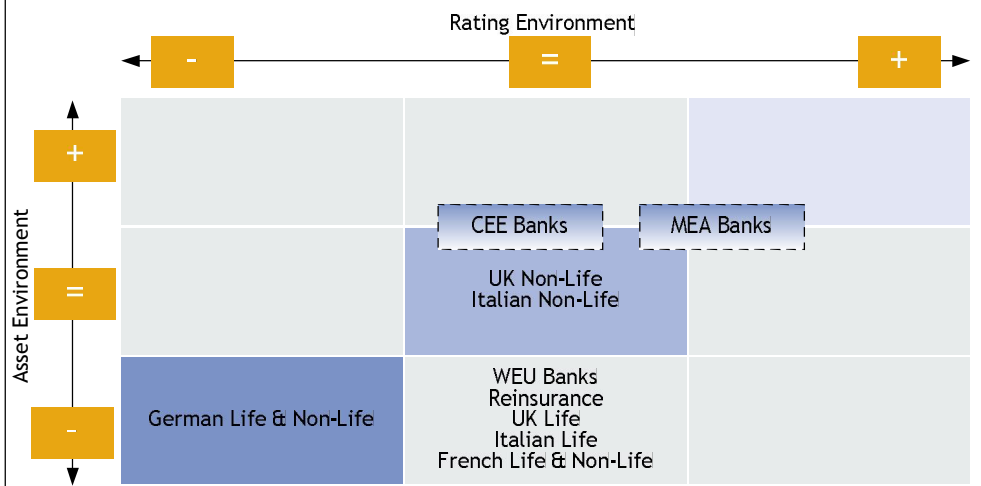 Rating Environment
- = +
+
CEE Banks MEA Banks
Asset Environment
=
UK Non-Life
Italian Non-Life
-
German Life & Non-Life
WEU Banks
Reinsurance
UK Life
Italian Life
French Life & Non-Life